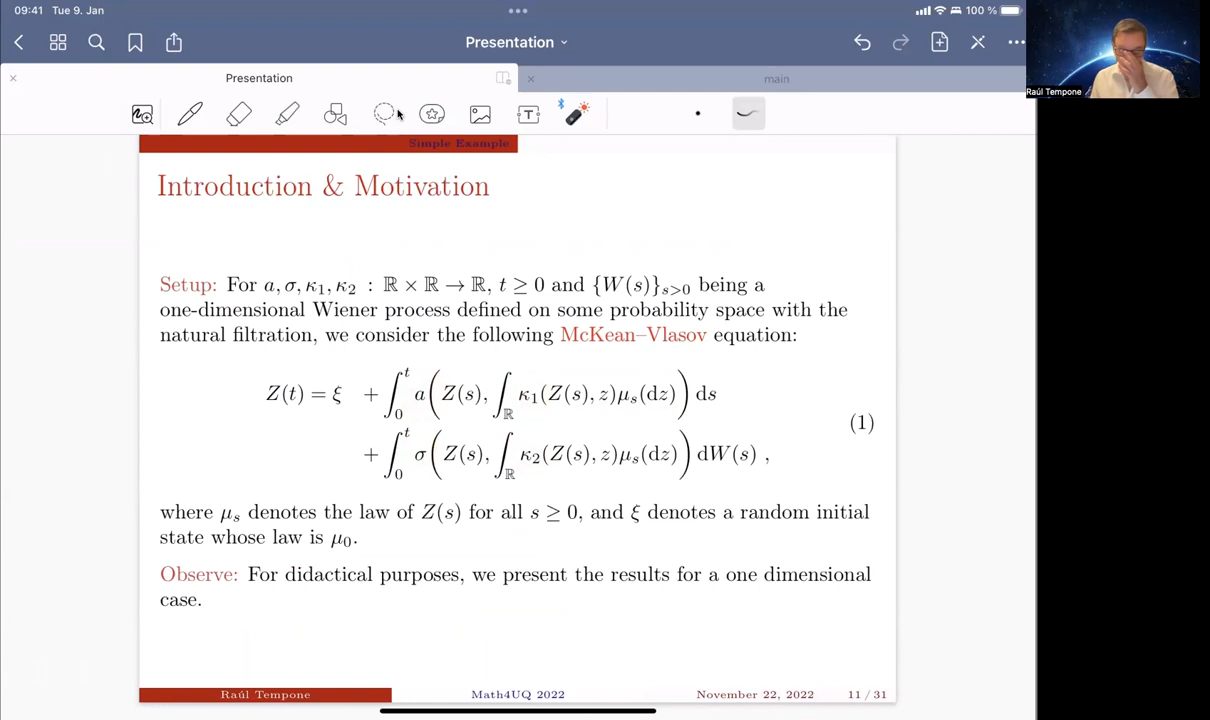 09:41 Tue 9. Jan
100 %
Presentation
Presentation
main
T
Raúl Tempone
Simple Example
Introduction & Motivation
Setup: For a, σ, κ₁, κ₂ : ℝ × ℝ → ℝ, t ≥ 0 and {W(s)}ₛ>₀ being a
one-dimensional Wiener process defined on some probability space with the
natural filtration, we consider the following McKean–Vlasov equation:
Z(t) = ξ + ∫₀ᵗ a(Z(s), ∫_ℝ κ₁(Z(s), z)μₛ(dz)) ds
+ ∫₀ᵗ σ(Z(s), ∫_ℝ κ₂(Z(s), z)μₛ(dz)) dW(s) ,
(1)
where μₛ denotes the law of Z(s) for all s ≥ 0, and ξ denotes a random initial
state whose law is μ₀.
Observe: For didactical purposes, we present the results for a one dimensional
case.
Raúl Tempone Math4UQ 2022 November 22, 2022 11 / 31